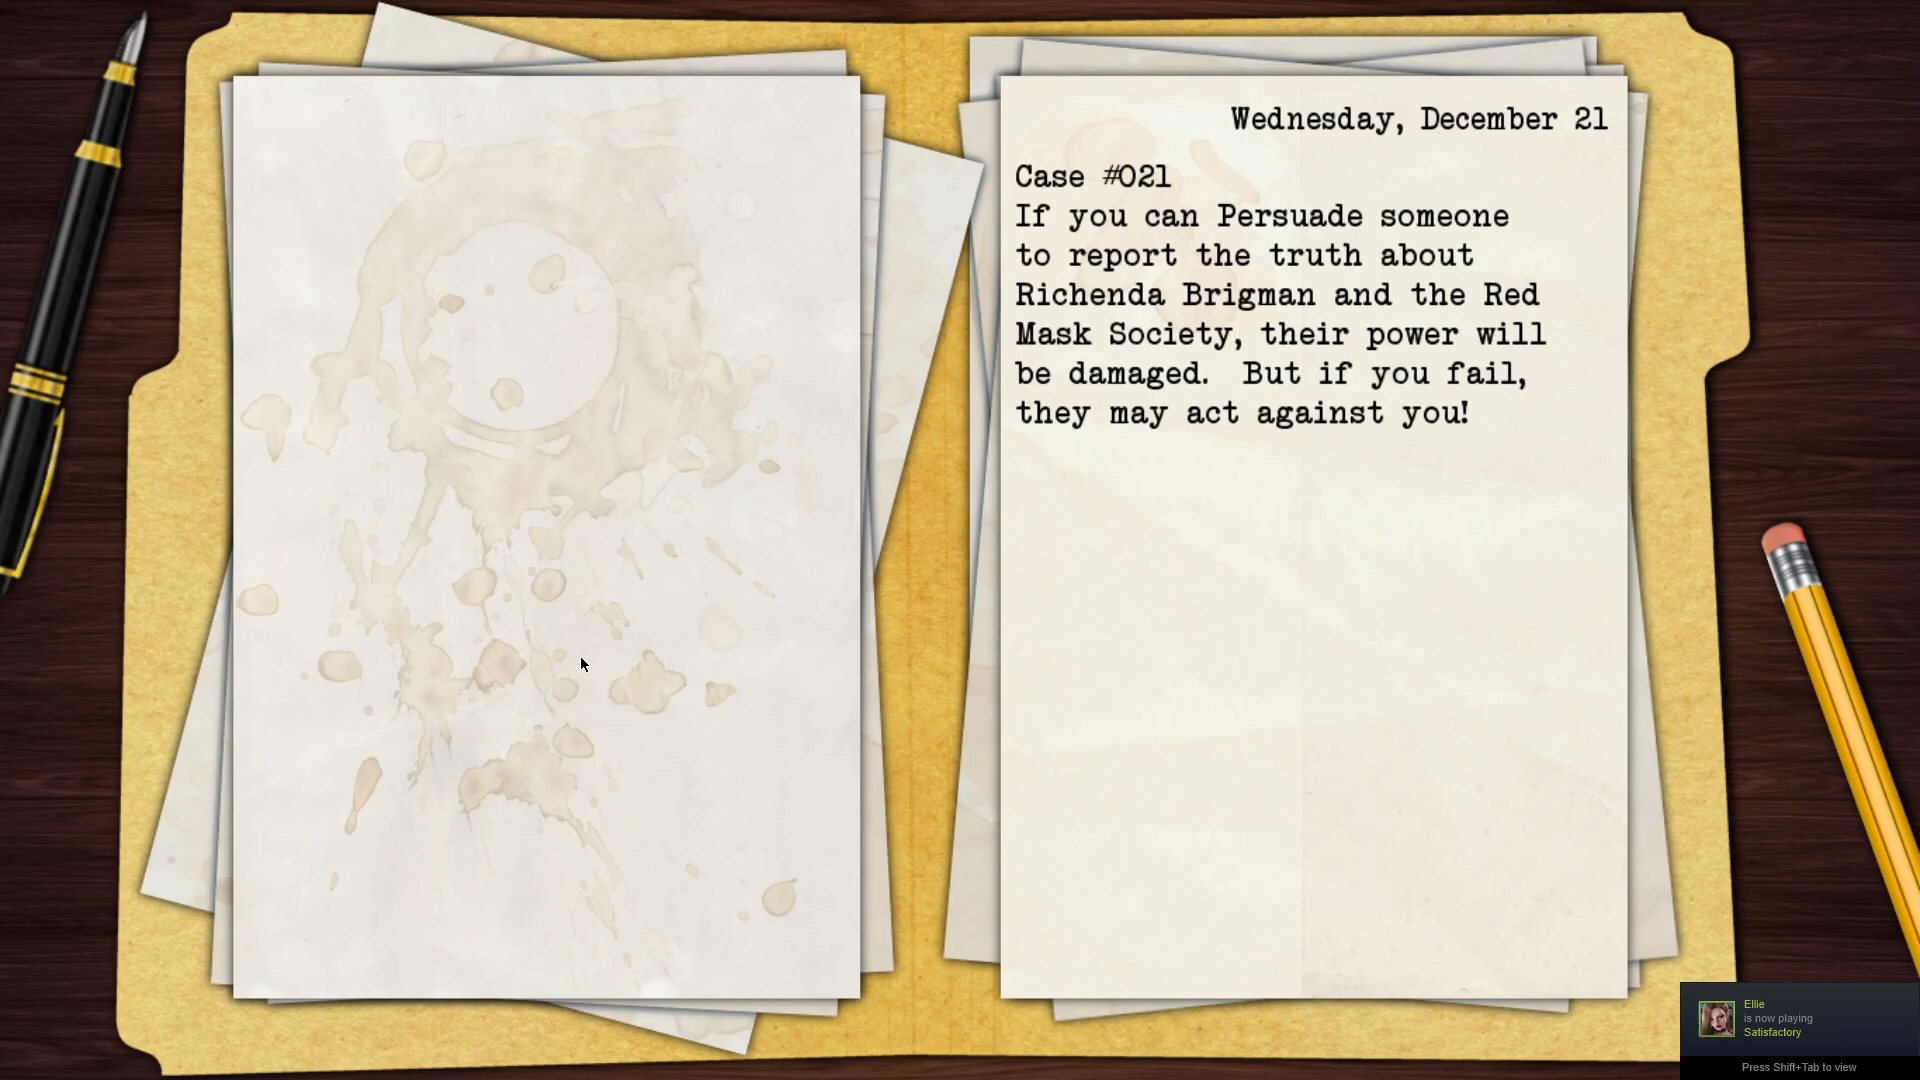 Wednesday, December 21
Case #021
If you can Persuade someone
to report the truth about
Richenda Brigman and the Red
Mask Society, their power will
be damaged.  But if you fail,
they may act against you!
Ellie
is now playing
Satisfactory
Press Shift+Tab to view